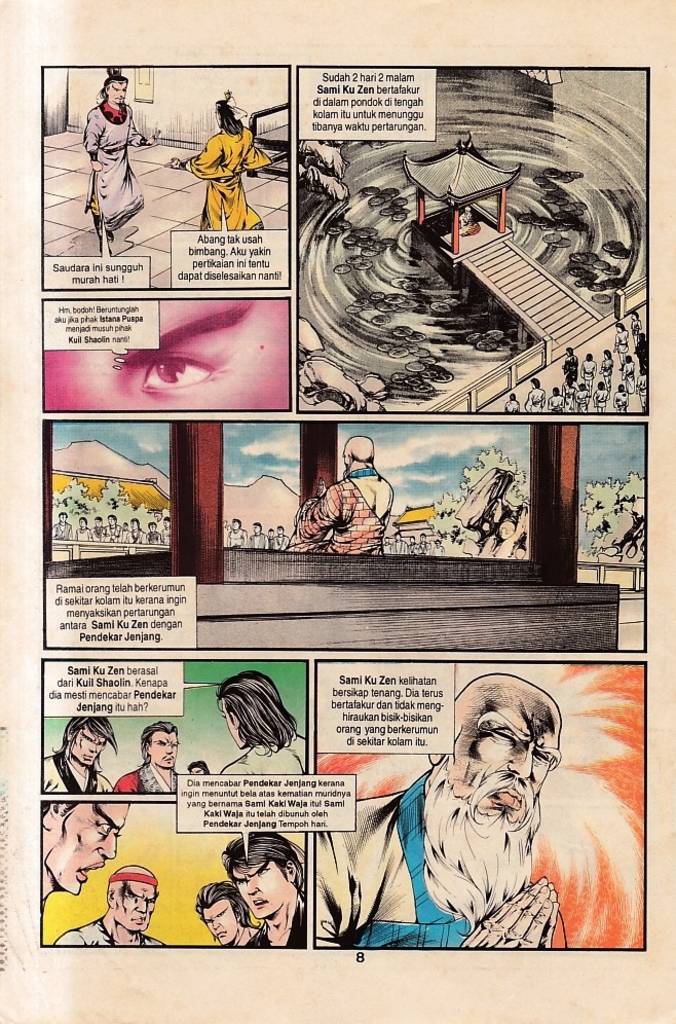 Saudara ini sungguh
murah hati !
Abang tak usah
bimbang. Aku yakin
pertikaian ini tentu
dapat diselesaikan nanti!
Hm, bodoh! Beruntunglah
aku jika pihak Istana Puspa
menjadi musuh pihak
Kuil Shaolin nanti!
Sudah 2 hari 2 malam
Sami Ku Zen bertafakur
di dalam pondok di tengah
kolam itu untuk menunggu
tibanya waktu pertarungan.
Ramai orang telah berkerumun
di sekitar kolam itu kerana ingin
menyaksikan pertarungan
antara Sami Ku Zen dengan
Pendekar Jenjang.
Sami Ku Zen berasal
dari Kuil Shaolin. Kenapa
dia mesti mencabar Pendekar
Jenjang itu hah?
Dia mencabar Pendekar Jenjang kerana
ingin menuntut bela atas kematian muridnya
yang bernama Sami Kaki Waja itu! Sami
Kaki Waja itu telah dibunuh oleh
Pendekar Jenjang Tempoh hari.
Sami Ku Zen kelihatan
bersikap tenang. Dia terus
bertafakur dan tidak meng-
hiraukan bisik-bisikan
orang yang berkerumun
di sekitar kolam itu.
8